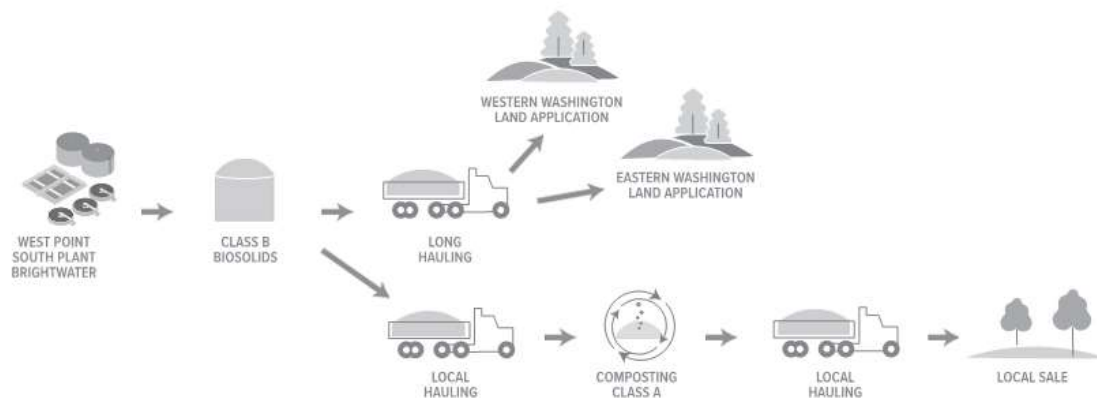 WESTERN WASHINGTON
LAND APPLICATION
EASTERN WASHINGTON
LAND APPLICATION
WEST POINT
SOUTH PLANT
BRIGHTWATER
CLASS B
BIOSOLIDS
LONG
HAULING
LOCAL
HAULING
COMPOSTING
CLASS A
LOCAL
HAULING
LOCAL SALE